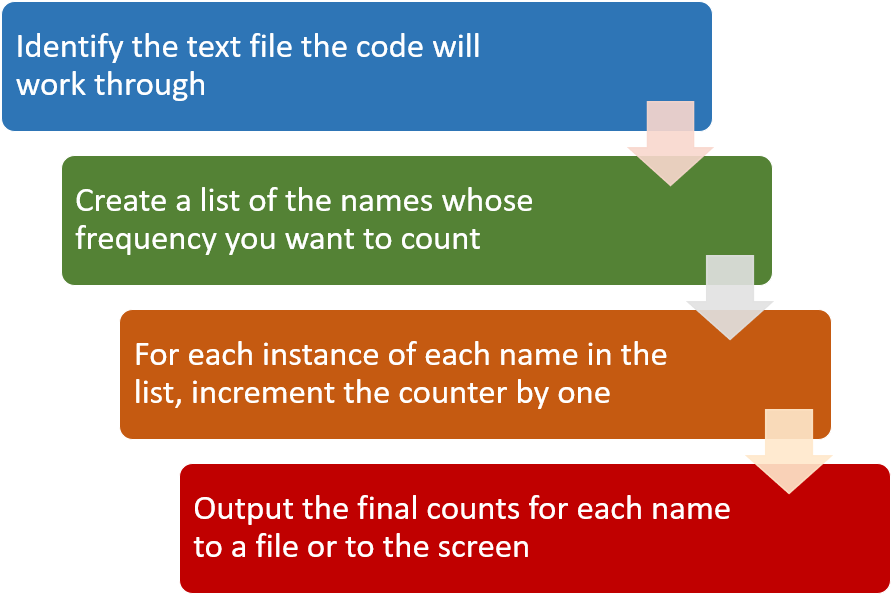 Identify the text file the code will
work through
Create a list of the names whose
frequency you want to count
For each instance of each name in the
list, increment the counter by one
Output the final counts for each name
to a file or to the screen